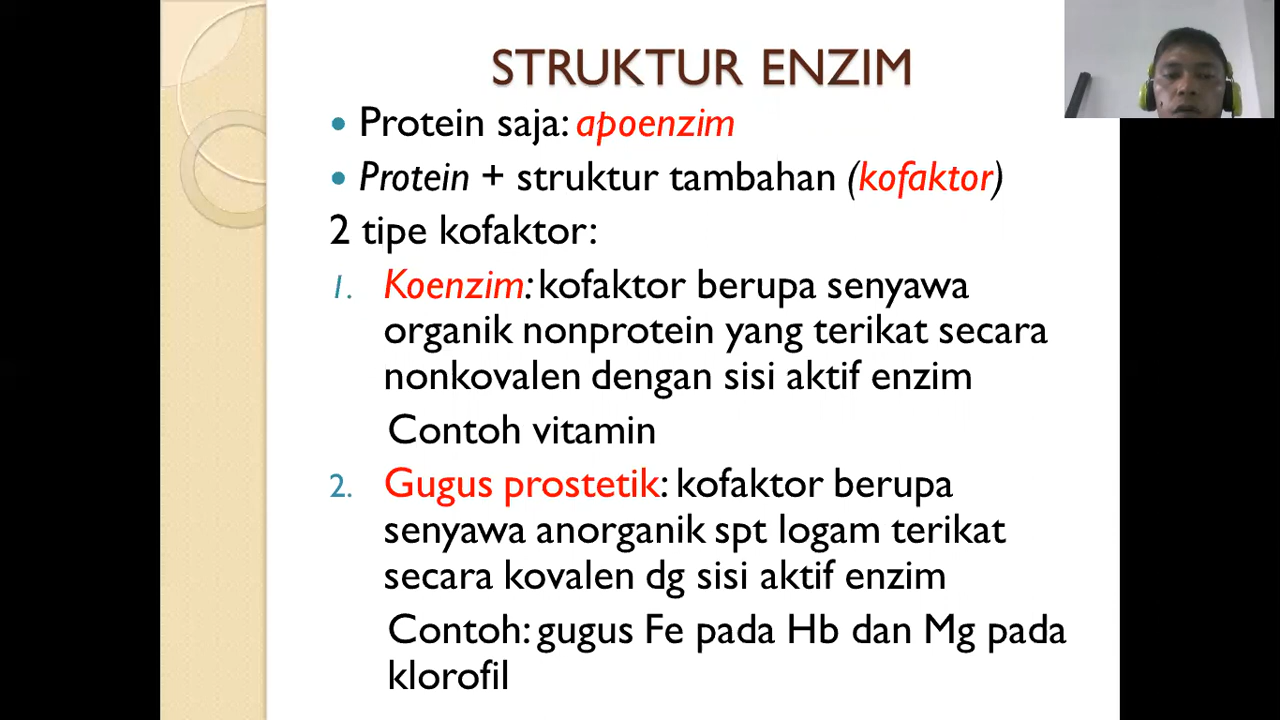 STRUKTUR ENZIM
• Protein saja: apoenzim
• Protein + struktur tambahan (kofaktor)
2 tipe kofaktor:
1. Koenzim: kofaktor berupa senyawa
organik nonprotein yang terikat secara
nonkovalen dengan sisi aktif enzim
Contoh vitamin
2. Gugus prostetik: kofaktor berupa
senyawa anorganik spt logam terikat
secara kovalen dg sisi aktif enzim
Contoh: gugus Fe pada Hb dan Mg pada
klorofil